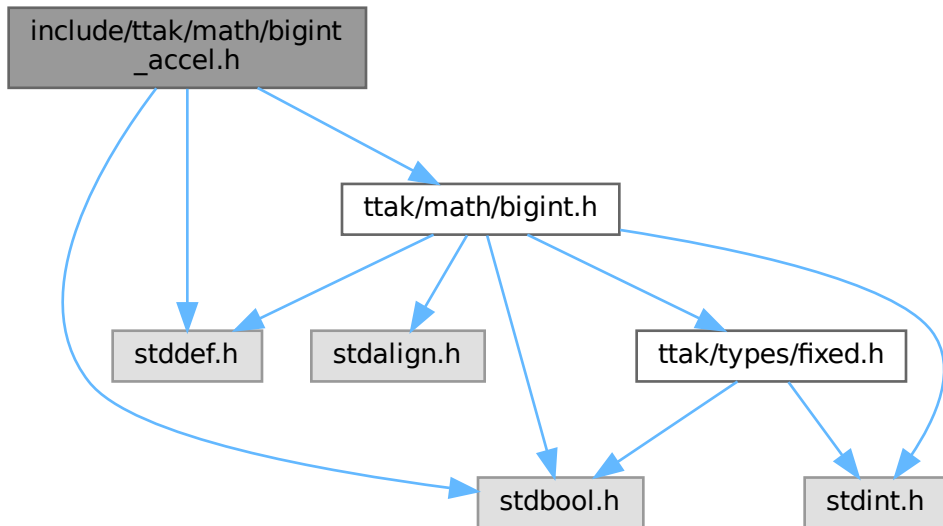 include/ttak/math/bigint
_accel.h
ttak/math/bigint.h
stddef.h
stdalign.h
ttak/types/fixed.h
stdbool.h
stdint.h